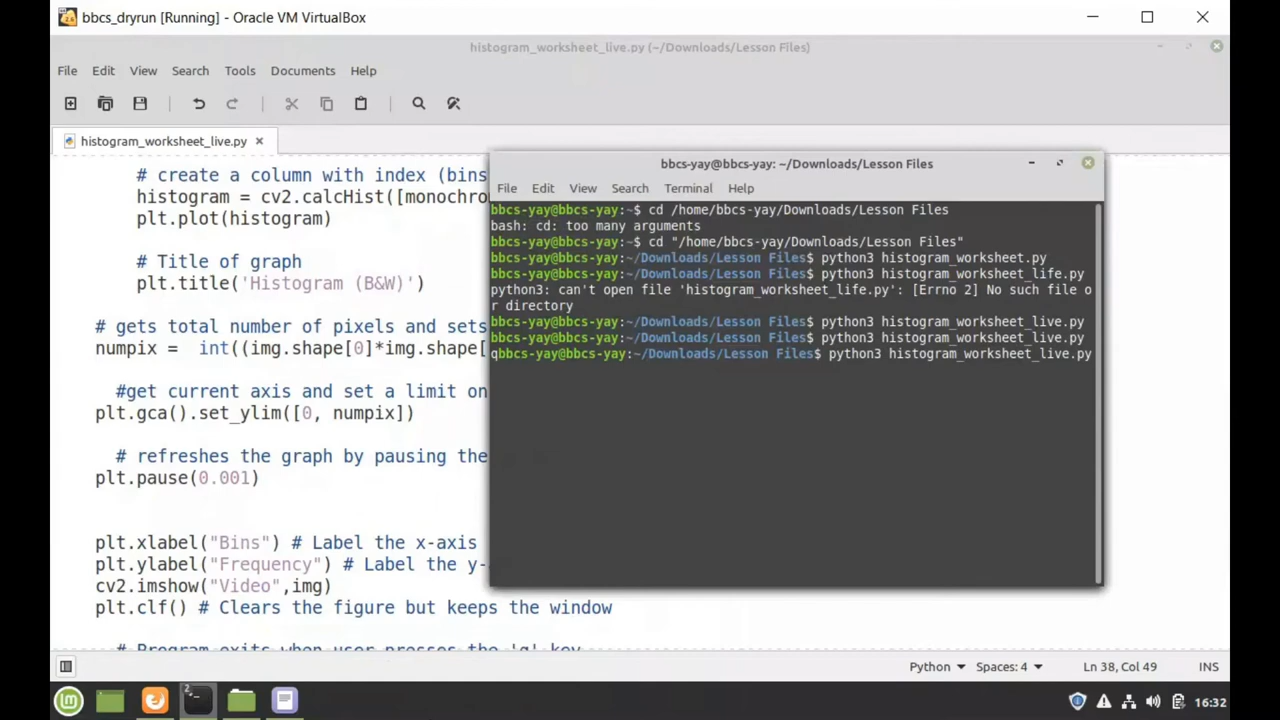 bbcs_dryrun [Running] - Oracle VM VirtualBox
histogram_worksheet_live.py (~/Downloads/Lesson Files)
File Edit View Search Tools Documents Help
histogram_worksheet_live.py
# create a column with index (bins
histogram = cv2.calcHist([monochro
plt.plot(histogram)
# Title of graph
plt.title('Histogram (B&W)')
# gets total number of pixels and sets
numpix =  int((img.shape[0]*img.shape[
#get current axis and set a limit on
plt.gca().set_ylim([0, numpix])
# refreshes the graph by pausing the
plt.pause(0.001)
plt.xlabel("Bins") # Label the x-axis
plt.ylabel("Frequency") # Label the y-
cv2.imshow("Video",img)
plt.clf() # Clears the figure but keeps the window
# Program exits when user presses the 'q' key
bbcs-yay@bbcs-yay: ~/Downloads/Lesson Files
File Edit View Search Terminal Help
bbcs-yay@bbcs-yay:~$ cd /home/bbcs-yay/Downloads/Lesson Files
bash: cd: too many arguments
bbcs-yay@bbcs-yay:~$ cd "/home/bbcs-yay/Downloads/Lesson Files"
bbcs-yay@bbcs-yay:~/Downloads/Lesson Files$ python3 histogram_worksheet.py
bbcs-yay@bbcs-yay:~/Downloads/Lesson Files$ python3 histogram_worksheet_life.py
python3: can't open file 'histogram_worksheet_life.py': [Errno 2] No such file o
r directory
bbcs-yay@bbcs-yay:~/Downloads/Lesson Files$ python3 histogram_worksheet_live.py
bbcs-yay@bbcs-yay:~/Downloads/Lesson Files$ python3 histogram_worksheet_live.py
qbbcs-yay@bbcs-yay:~/Downloads/Lesson Files$ python3 histogram_worksheet_live.py
Python Spaces: 4 Ln 38, Col 49 INS
16:32